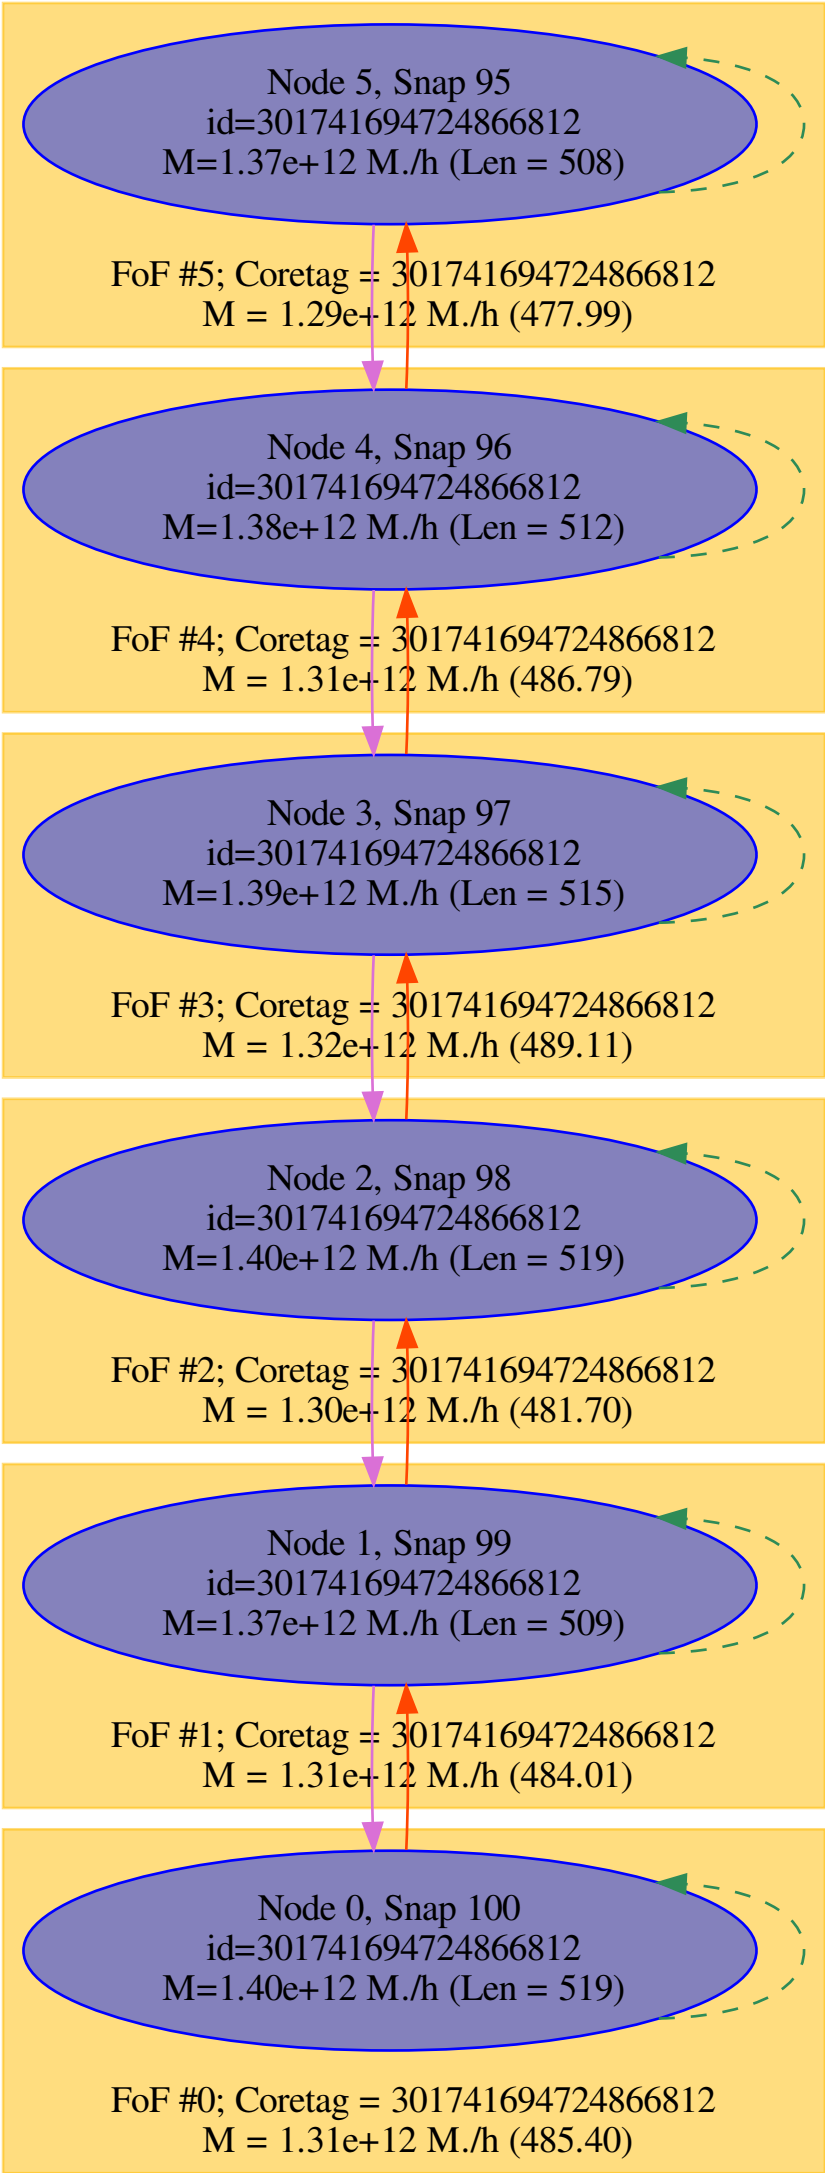 Node 5, Snap 95
id=301741694724866812
M=1.37e+12 M./h (Len = 508)
FoF #5; Coretag = 301741694724866812
M = 1.29e+12 M./h (477.99)
Node 4, Snap 96
id=301741694724866812
M=1.38e+12 M./h (Len = 512)
FoF #4; Coretag = 301741694724866812
M = 1.31e+12 M./h (486.79)
Node 3, Snap 97
id=301741694724866812
M=1.39e+12 M./h (Len = 515)
FoF #3; Coretag = 301741694724866812
M = 1.32e+12 M./h (489.11)
Node 2, Snap 98
id=301741694724866812
M=1.40e+12 M./h (Len = 519)
FoF #2; Coretag = 301741694724866812
M = 1.30e+12 M./h (481.70)
Node 1, Snap 99
id=301741694724866812
M=1.37e+12 M./h (Len = 509)
FoF #1; Coretag = 301741694724866812
M = 1.31e+12 M./h (484.01)
Node 0, Snap 100
id=301741694724866812
M=1.40e+12 M./h (Len = 519)
FoF #0; Coretag = 301741694724866812
M = 1.31e+12 M./h (485.40)